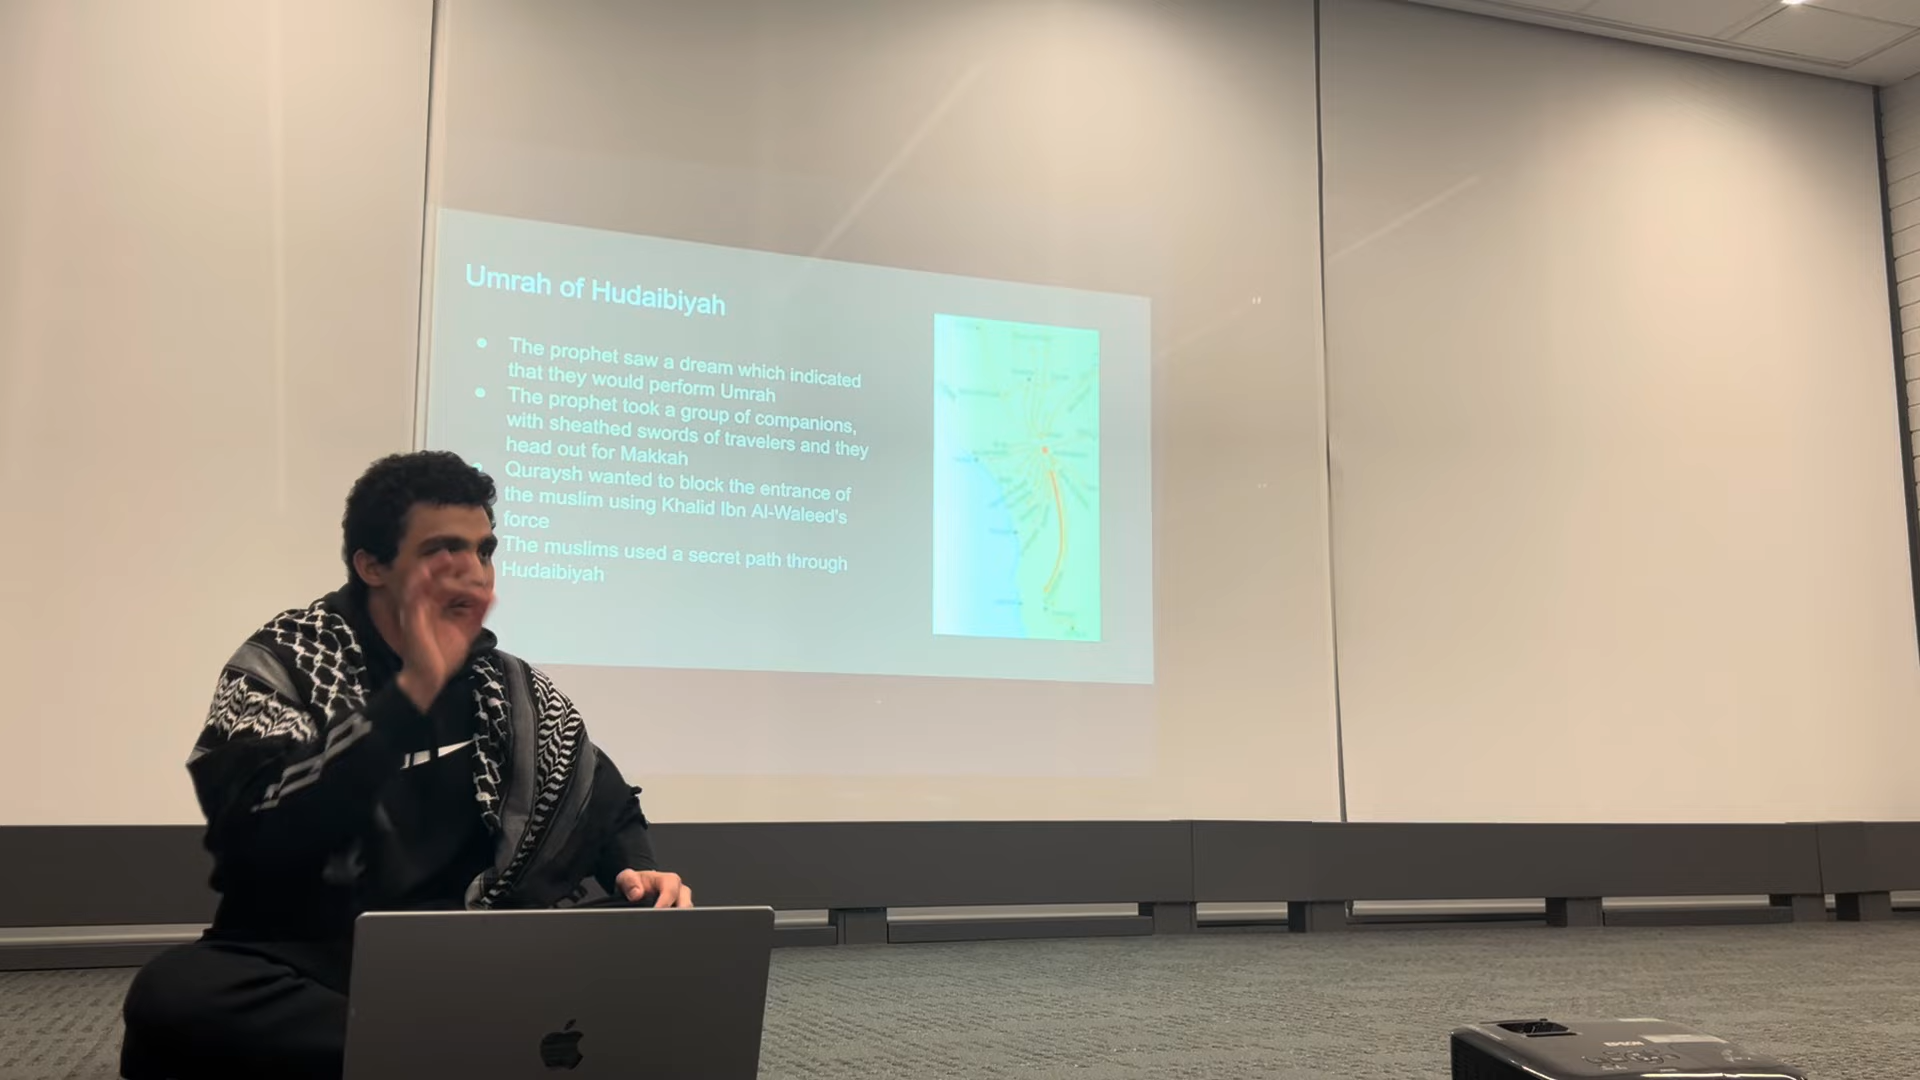 Umrah of Hudaibiyah
● The prophet saw a dream which indicated
that they would perform Umrah
● The prophet took a group of companions,
with sheathed swords of travelers and they
head out for Makkah
● Quraysh wanted to block the entrance of
the muslim using Khalid Ibn Al-Waleed's
force
The muslims used a secret path through
Hudaibiyah
EPSON